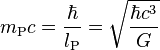 m_P c = ħ / l_P = √(ħc³ / G)